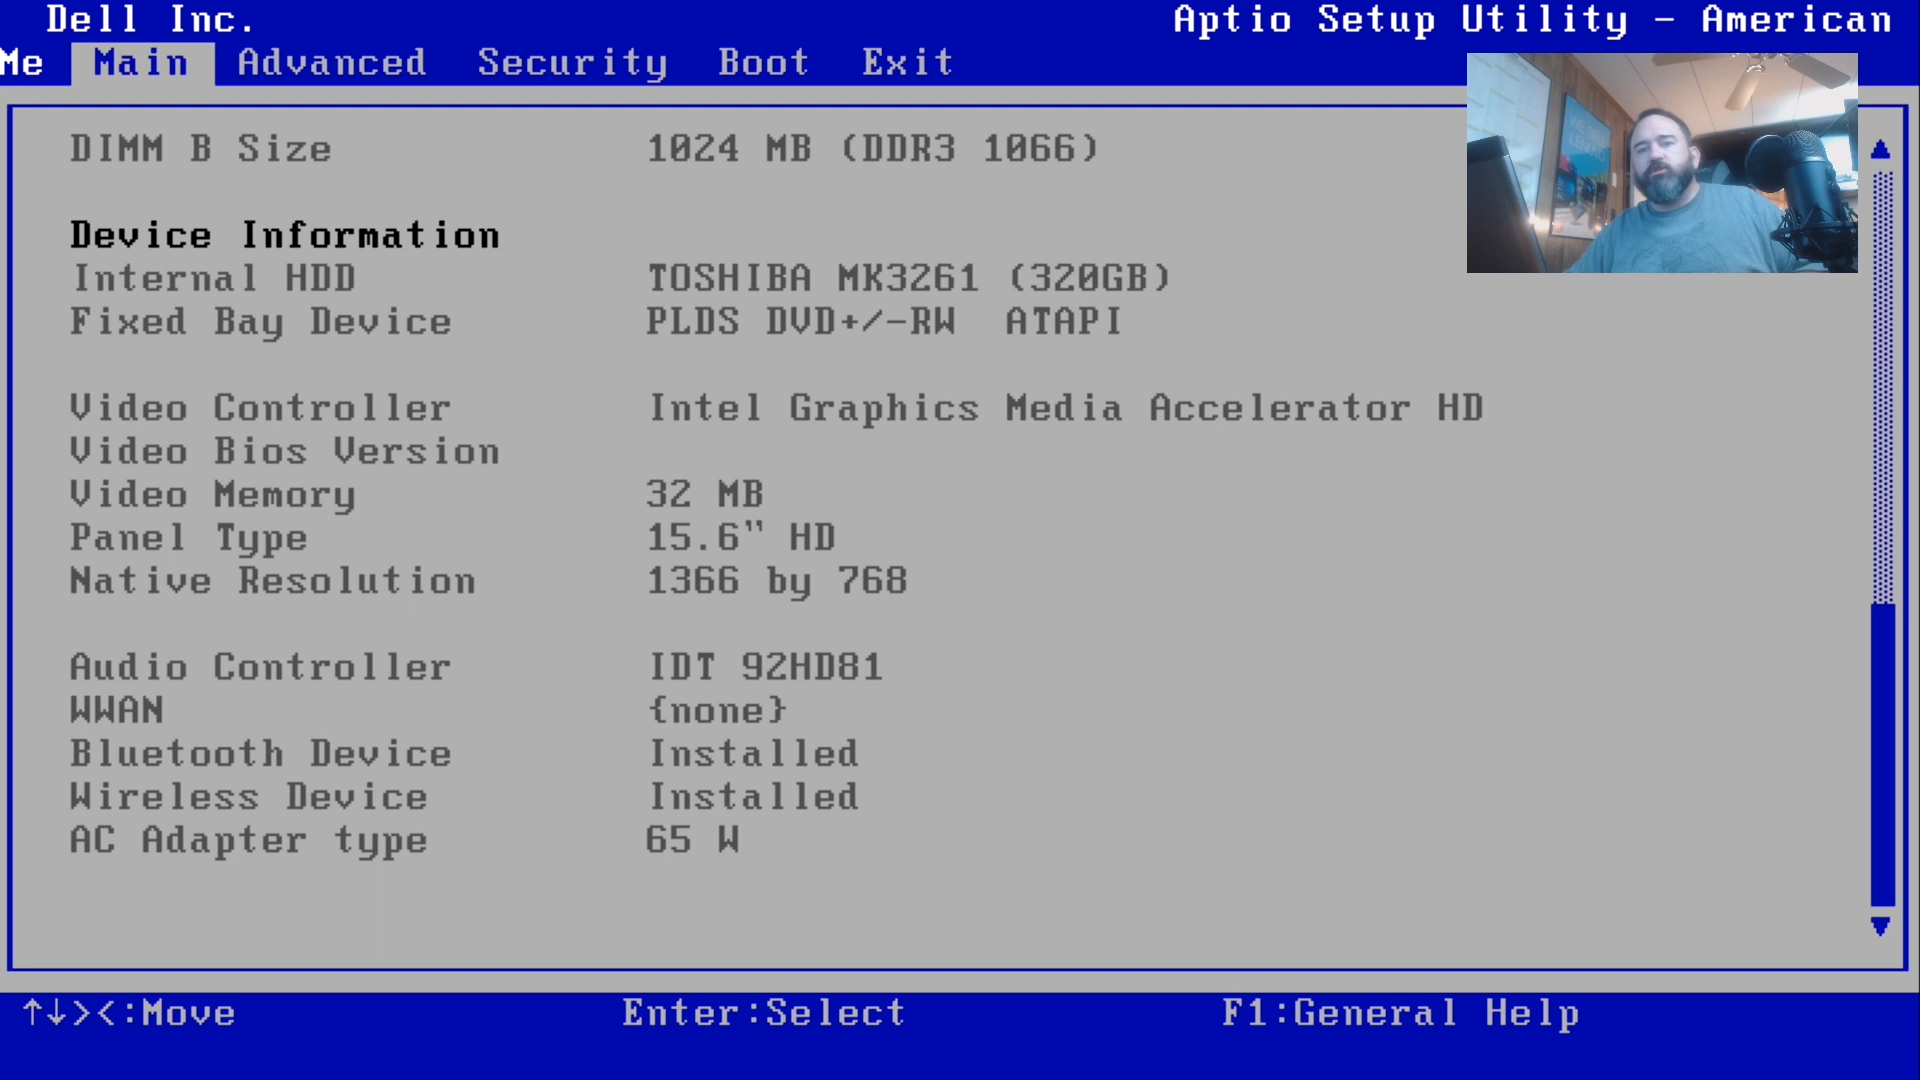 Dell Inc. Aptio Setup Utility - American
Me Main Advanced Security Boot Exit
DIMM B Size 1024 MB (DDR3 1066)
Device Information
Internal HDD TOSHIBA MK3261 (320GB)
Fixed Bay Device PLDS DVD+/-RW ATAPI
Video Controller Intel Graphics Media Accelerator HD
Video Bios Version
Video Memory 32 MB
Panel Type 15.6" HD
Native Resolution 1366 by 768
Audio Controller IDT 92HD81
WWAN {none}
Bluetooth Device Installed
Wireless Device Installed
AC Adapter type 65 W
↑↓><:Move Enter:Select F1:General Help